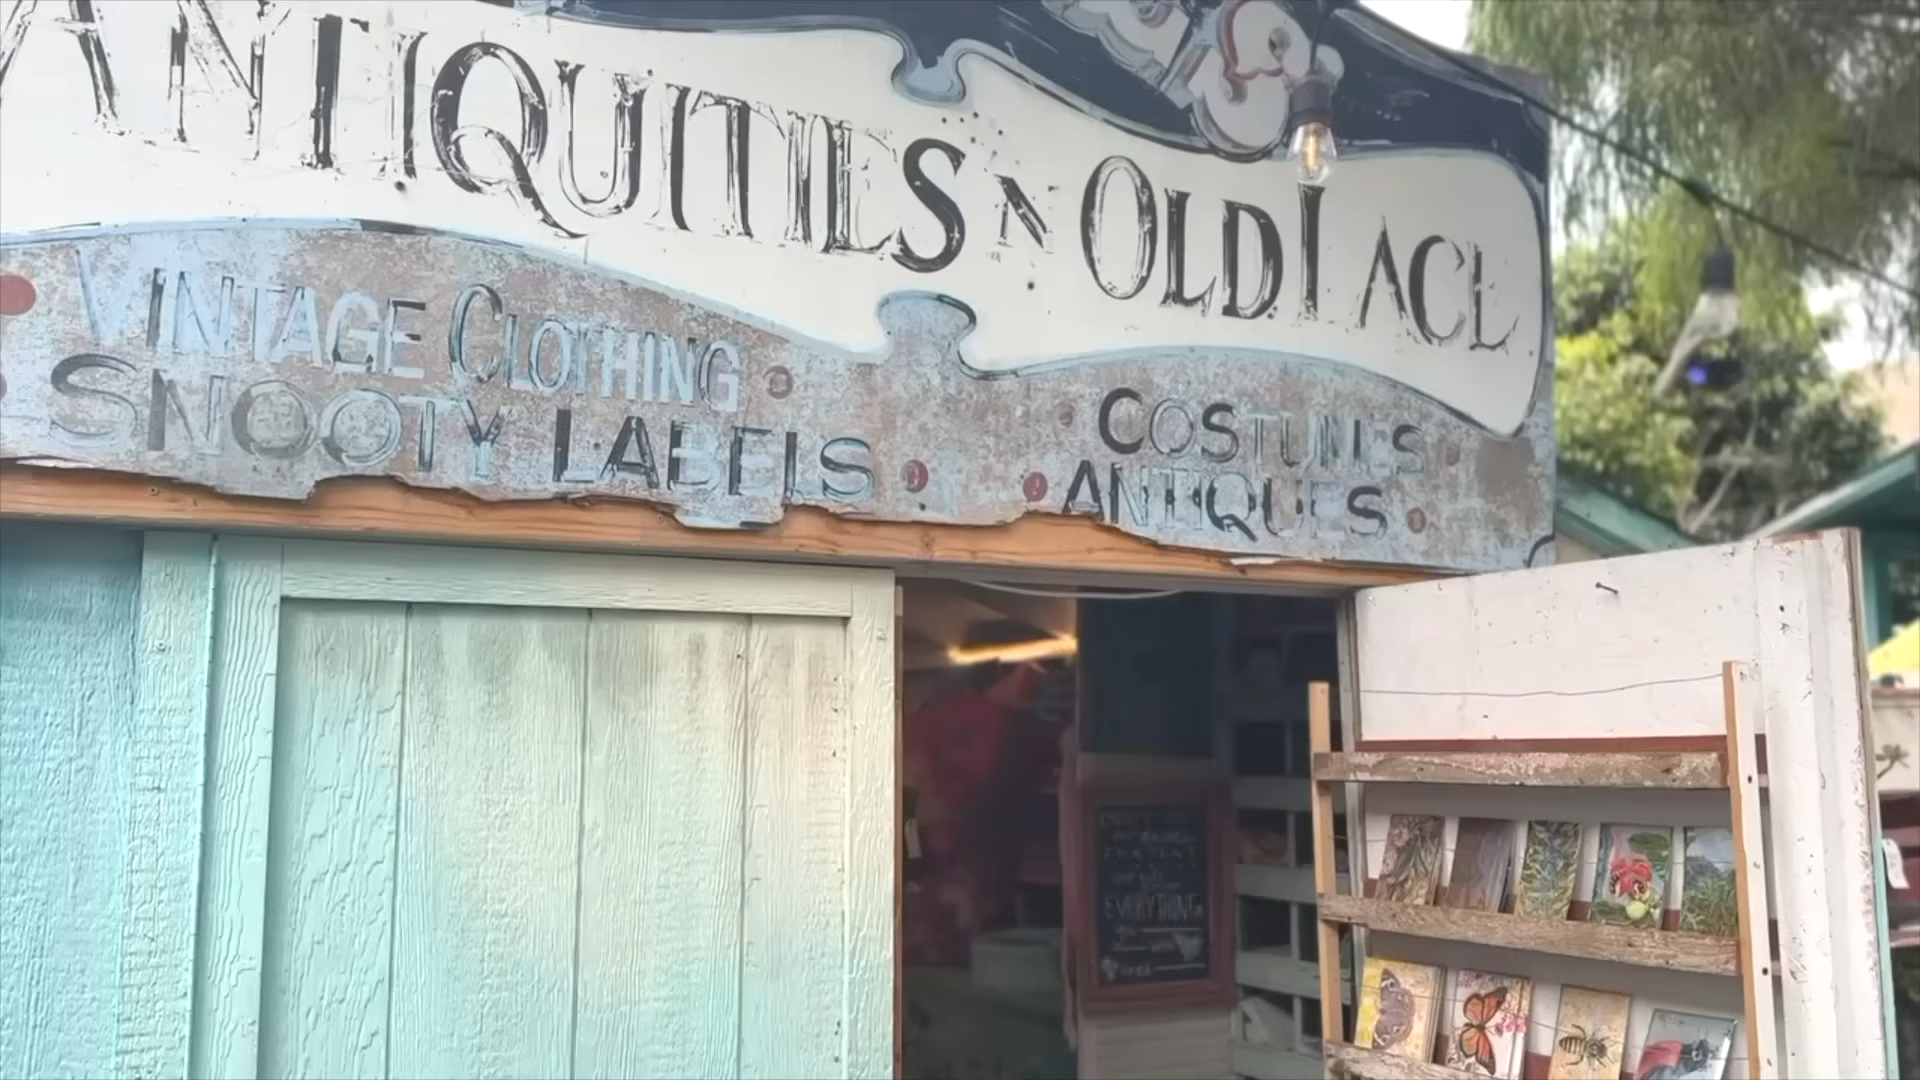 ANTIQUITIES N OLD LACE
VINTAGE CLOTHING
SNOOTY LABELS
COSTUMES
ANTIQUES
EVERYTHING